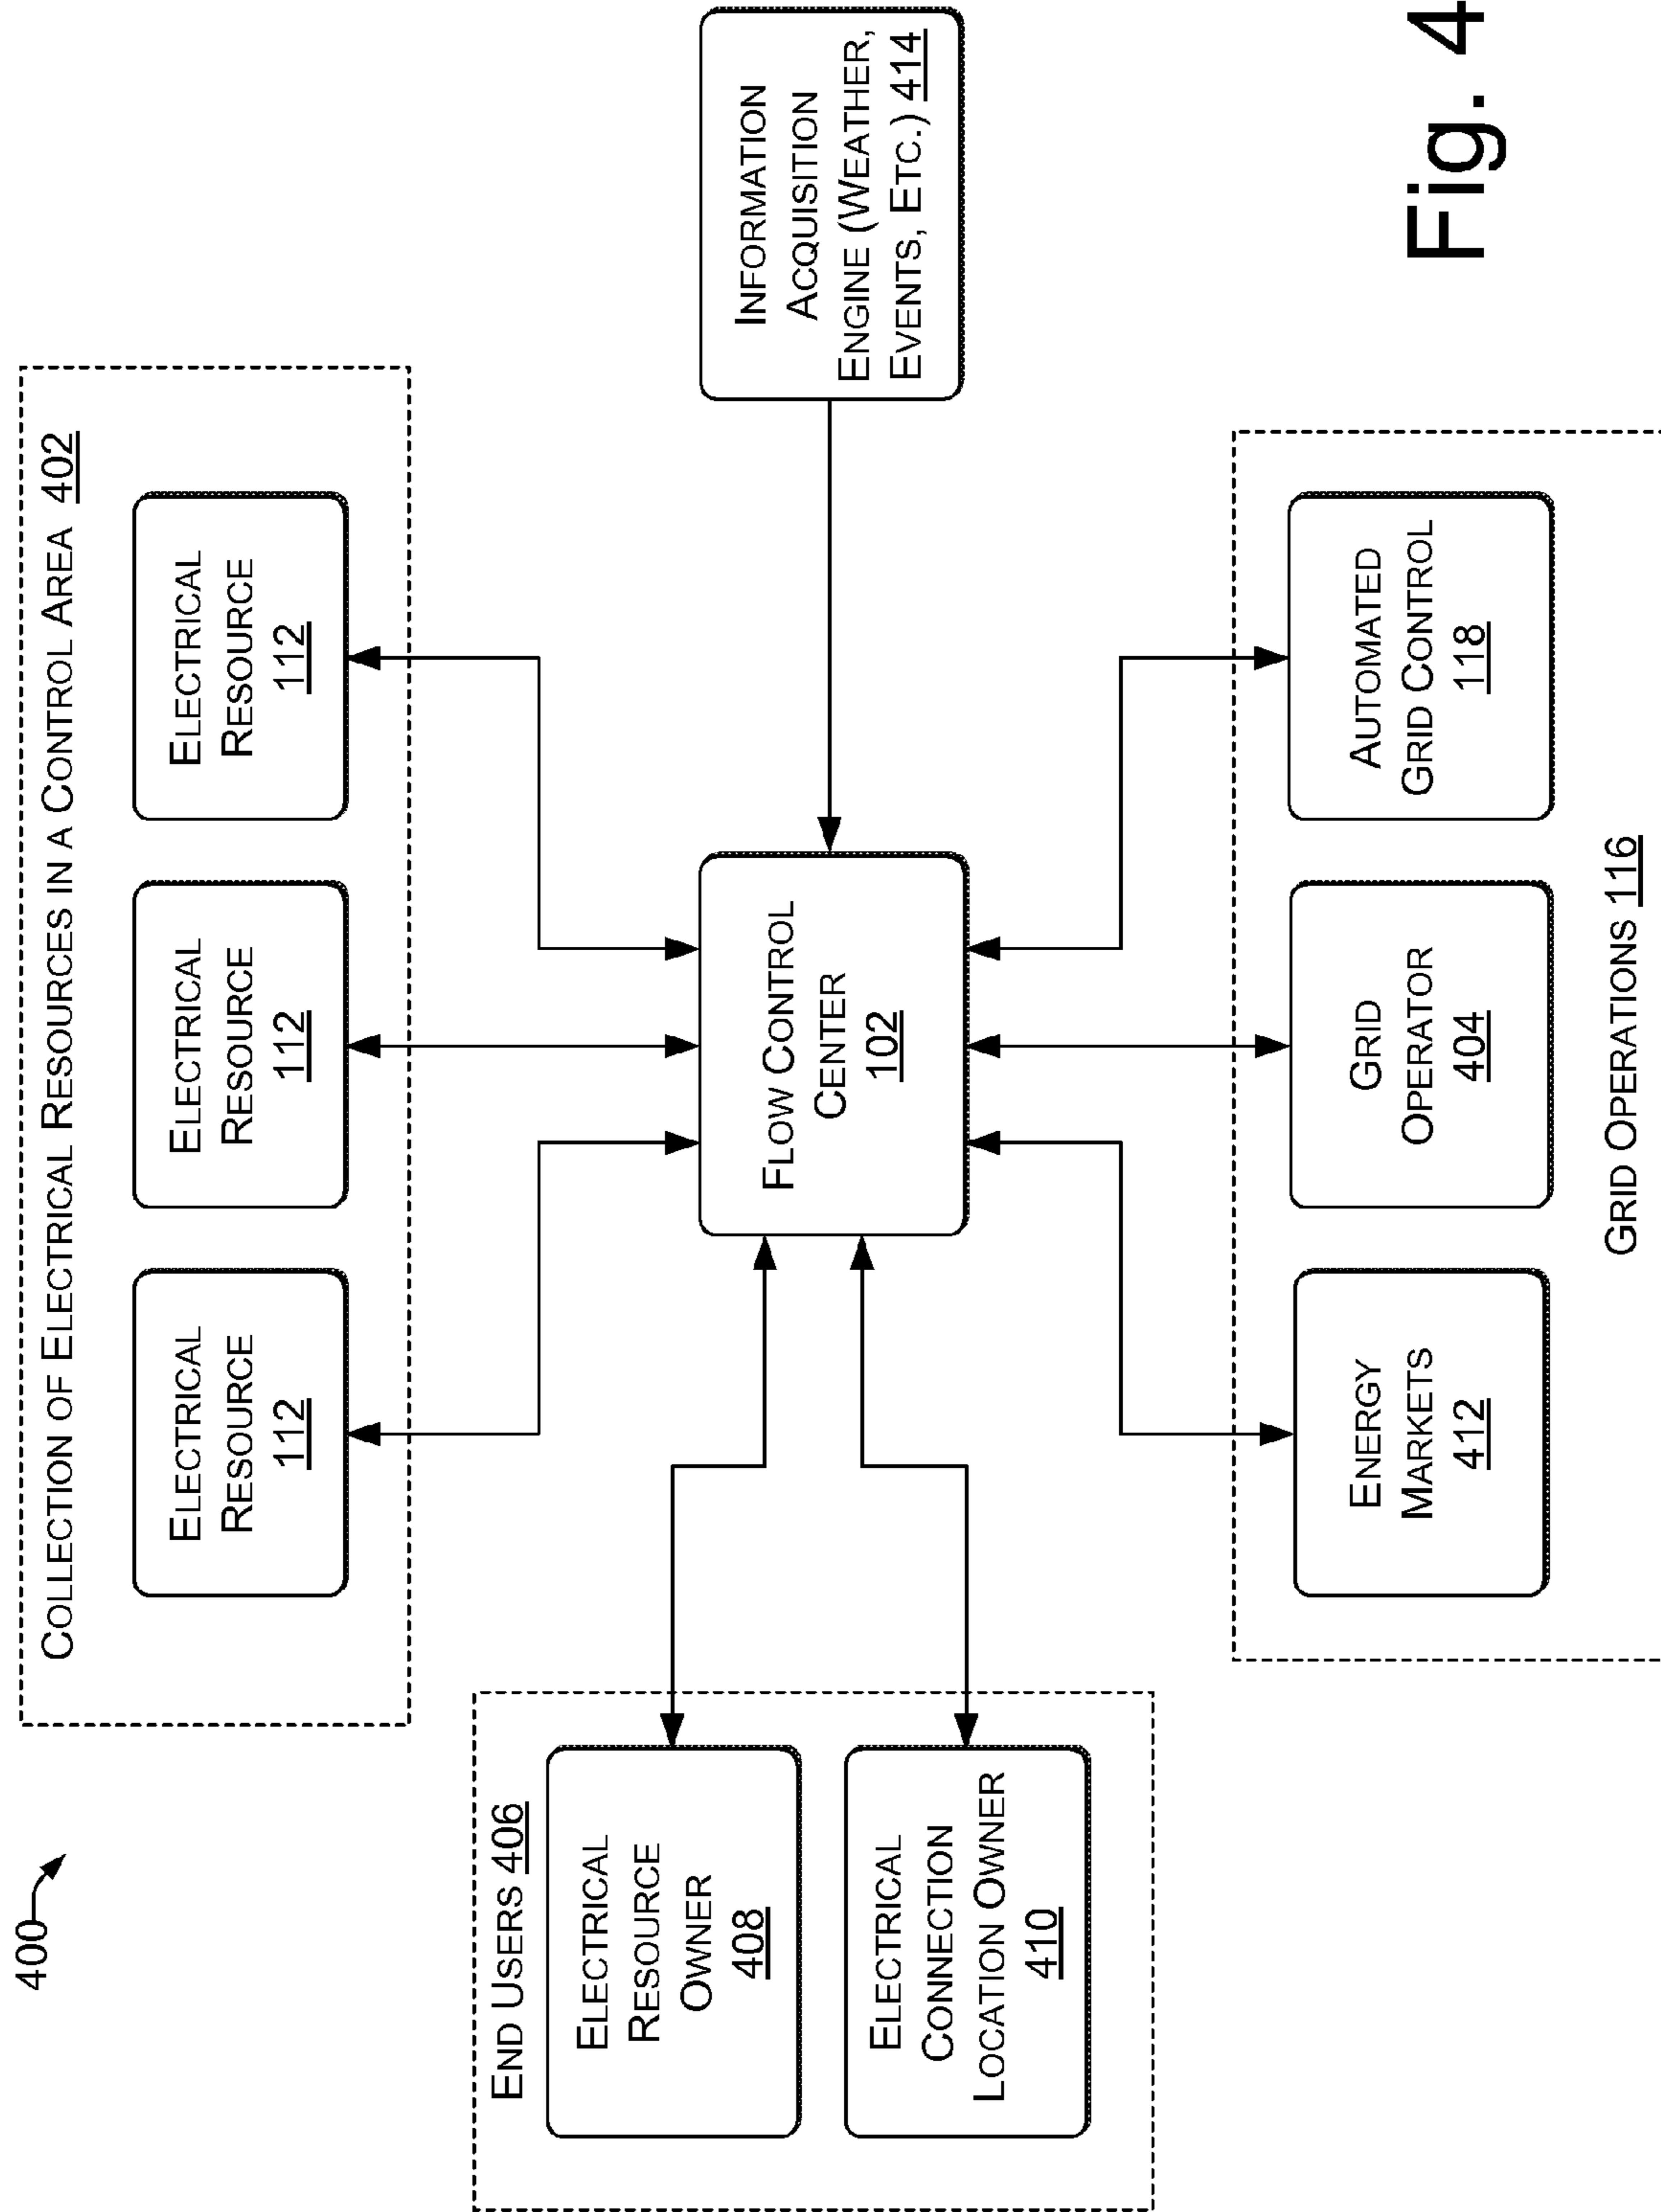 400
COLLECTION OF ELECTRICAL RESOURCES IN A CONTROL AREA 402
ELECTRICAL
RESOURCE
112
ELECTRICAL
RESOURCE
112
ELECTRICAL
RESOURCE
112
END USERS 406
ELECTRICAL
RESOURCE
OWNER
408
ELECTRICAL
CONNECTION
LOCATION OWNER
410
FLOW CONTROL
CENTER
102
INFORMATION
ACQUISITION
ENGINE (WEATHER,
EVENTS, ETC.) 414
ENERGY
MARKETS
412
GRID
OPERATOR
404
AUTOMATED
GRID CONTROL
118
GRID OPERATIONS 116
Fig. 4